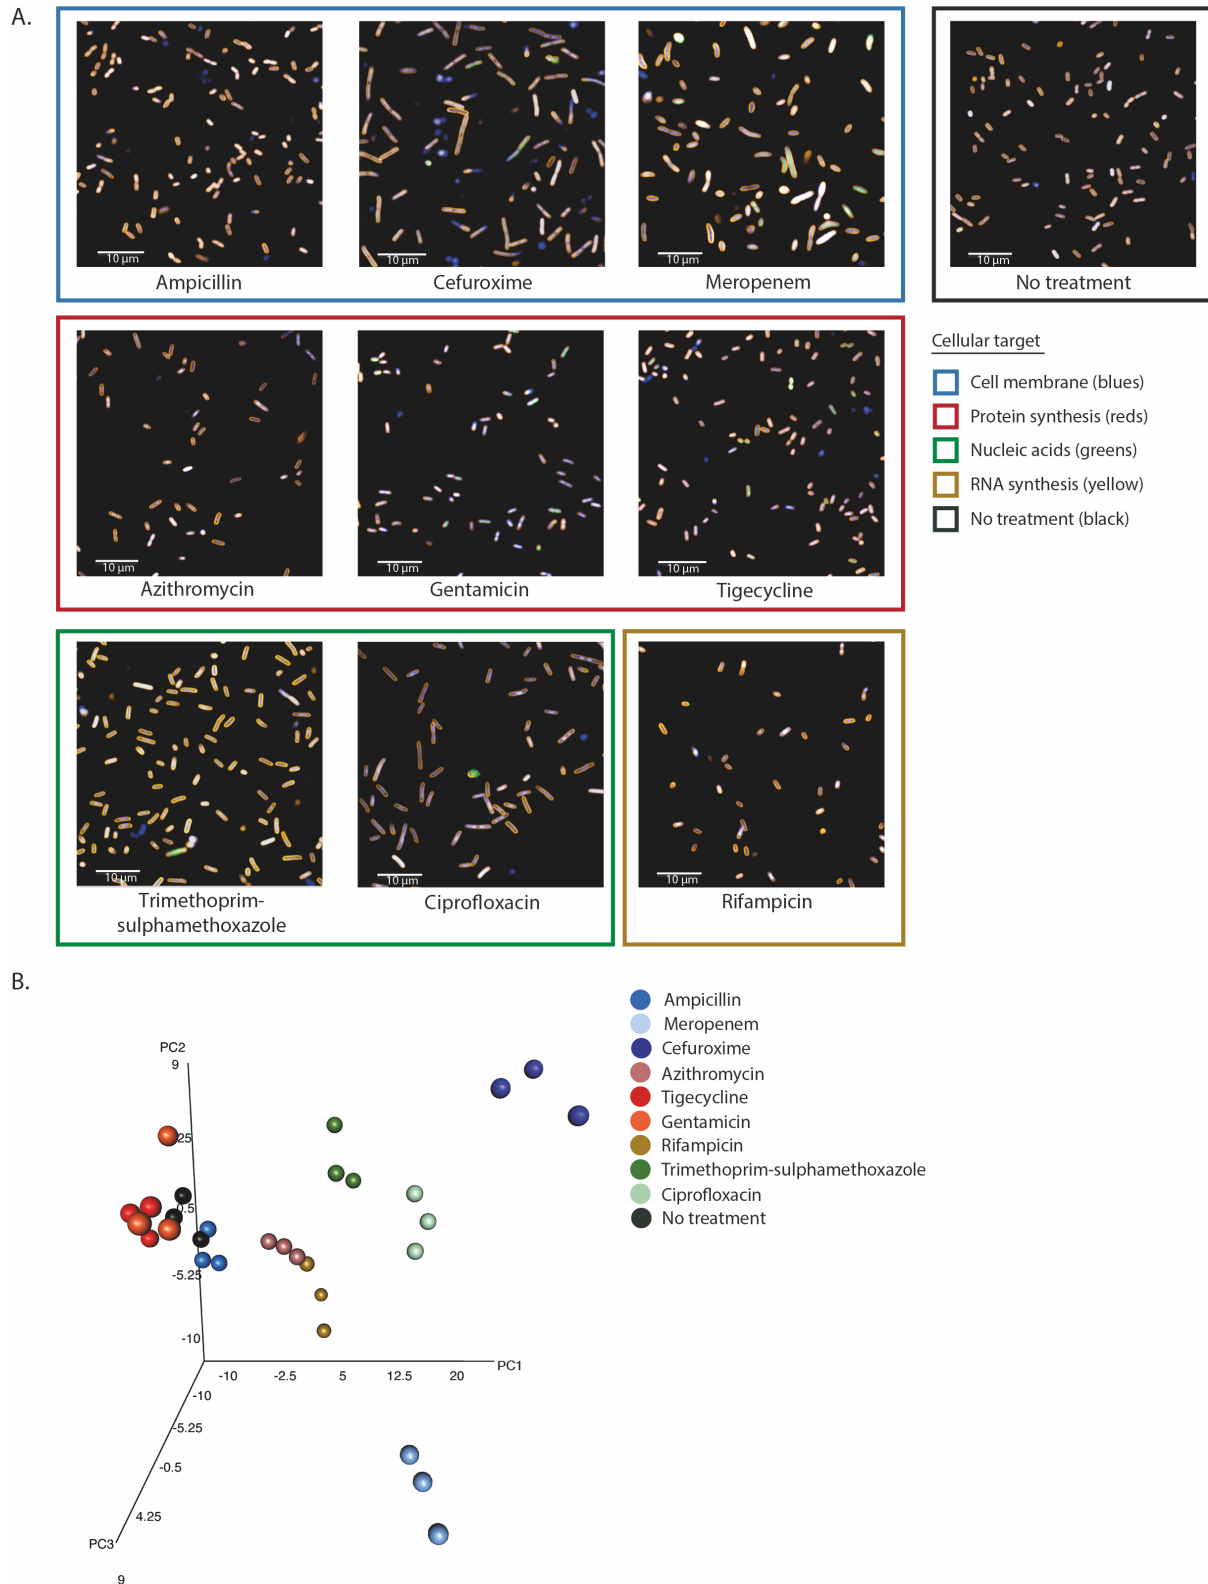 A.
10 µm
10 µm
10 µm
10 µm
Ampicillin
Cefuroxime
Meropenem
No treatment
Cellular target
Cell membrane (blues)
Protein synthesis (reds)
Nucleic acids (greens)
RNA synthesis (yellow)
No treatment (black)
10 µm
10 µm
10 µm
Azithromycin
Gentamicin
Tigecycline
10 µm
10 µm
10 µm
Trimethoprim-
sulphamethoxazole
Ciprofloxacin
Rifampicin
B.
Ampicillin
Meropenem
Cefuroxime
Azithromycin
Tigecycline
Gentamicin
Rifampicin
Trimethoprim-sulphamethoxazole
Ciprofloxacin
No treatment
PC2
9
25
0.5
-5.25
-10
PC1
-10
-2.5
5
12.5
20
-10
-5.25
-0.5
4.25
PC3
9